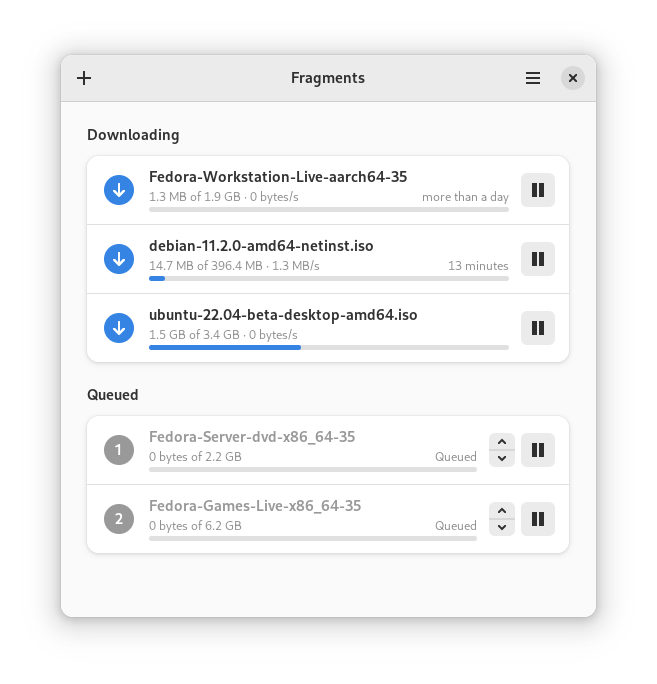 Fragments
Downloading
Fedora-Workstation-Live-aarch64-35
1.3 MB of 1.9 GB · 0 bytes/s more than a day
debian-11.2.0-amd64-netinst.iso
14.7 MB of 396.4 MB · 1.3 MB/s 13 minutes
ubuntu-22.04-beta-desktop-amd64.iso
1.5 GB of 3.4 GB · 0 bytes/s
Queued
1 Fedora-Server-dvd-x86_64-35
0 bytes of 2.2 GB Queued
2 Fedora-Games-Live-x86_64-35
0 bytes of 6.2 GB Queued